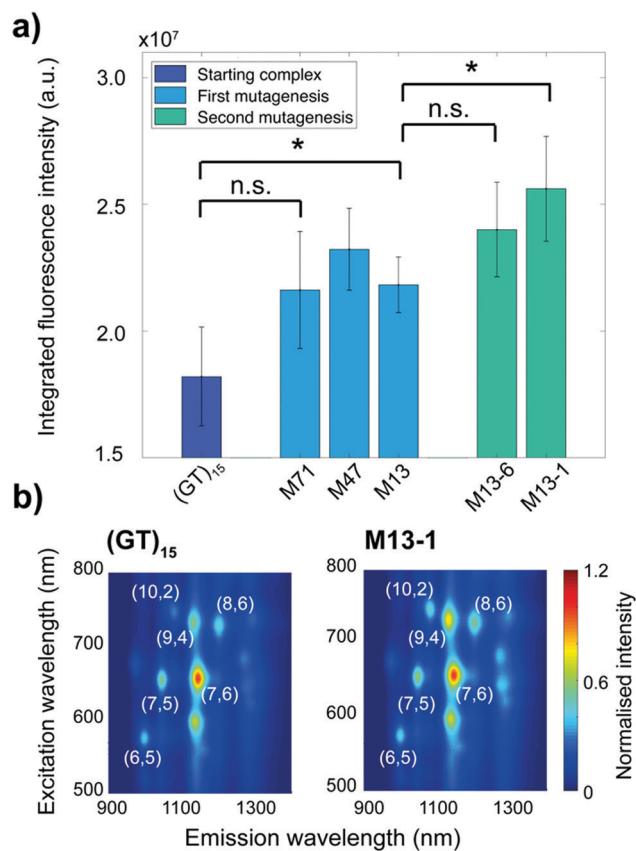 a)
x10⁷
3.0
2.5
2.0
1.5
Integrated fluorescence intensity (a.u.)
Starting complex
First mutagenesis
Second mutagenesis
*
n.s.
*
n.s.
(GT)₁₅
M71
M47
M13
M13-6
M13-1
b)
(GT)₁₅
M13-1
Excitation wavelength (nm)
800
700
600
500
(10,2)
(8,6)
(9,4)
(7,5)
(7,6)
(6,5)
900
1100
1300
800
700
600
500
(10,2)
(8,6)
(9,4)
(7,5)
(7,6)
(6,5)
900
1100
1300
1.2
0.6
0
Normalised intensity
Emission wavelength (nm)